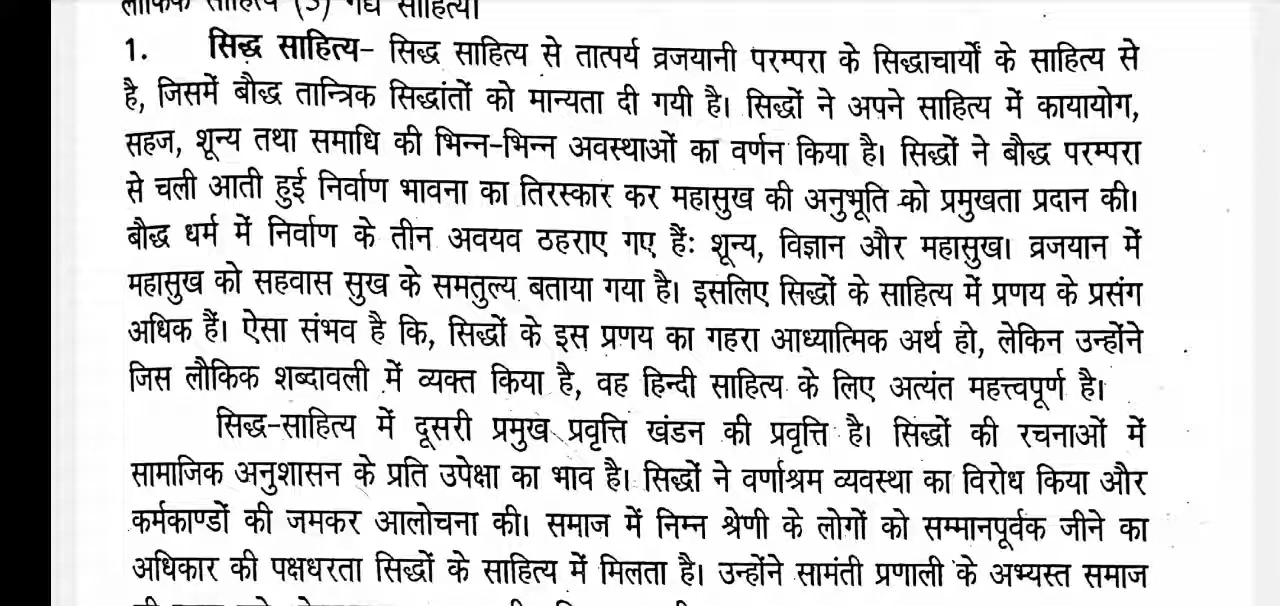 लौकिक साहित्य (5) गद्य साहित्य।
1. सिद्ध साहित्य- सिद्ध साहित्य से तात्पर्य व्रजयानी परम्परा के सिद्धाचार्यों के साहित्य से
है, जिसमें बौद्ध तान्त्रिक सिद्धांतों को मान्यता दी गयी है। सिद्धों ने अपने साहित्य में कायायोग,
सहज, शून्य तथा समाधि की भिन्न-भिन्न अवस्थाओं का वर्णन किया है। सिद्धों ने बौद्ध परम्परा
से चली आती हुई निर्वाण भावना का तिरस्कार कर महासुख की अनुभूति को प्रमुखता प्रदान की।
बौद्ध धर्म में निर्वाण के तीन अवयव ठहराए गए हैंः शून्य, विज्ञान और महासुख। व्रजयान में
महासुख को सहवास सुख के समतुल्य बताया गया है। इसलिए सिद्धों के साहित्य में प्रणय के प्रसंग
अधिक हैं। ऐसा संभव है कि, सिद्धों के इस प्रणय का गहरा आध्यात्मिक अर्थ हो, लेकिन उन्होंने
जिस लौकिक शब्दावली में व्यक्त किया है, वह हिन्दी साहित्य के लिए अत्यंत महत्त्वपूर्ण है।
सिद्ध-साहित्य में दूसरी प्रमुख प्रवृत्ति खंडन की प्रवृत्ति है। सिद्धों की रचनाओं में
सामाजिक अनुशासन के प्रति उपेक्षा का भाव है। सिद्धों ने वर्णाश्रम व्यवस्था का विरोध किया और
कर्मकाण्डों की जमकर आलोचना की। समाज में निम्न श्रेणी के लोगों को सम्मानपूर्वक जीने का
अधिकार की पक्षधरता सिद्धों के साहित्य में मिलता है। उन्होंने सामंती प्रणाली के अभ्यस्त समाज